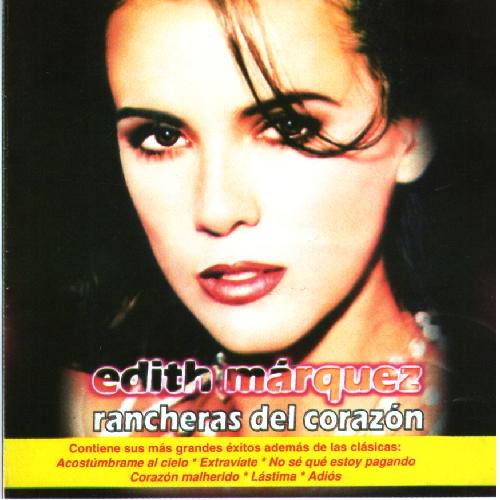 edith márquez
rancheras del corazón
Contiene sus más grandes éxitos además de las clásicas:
Acostúmbrame al cielo * Extravíate * No sé qué estoy pagando
Corazón malherido * Lástima * Adiós